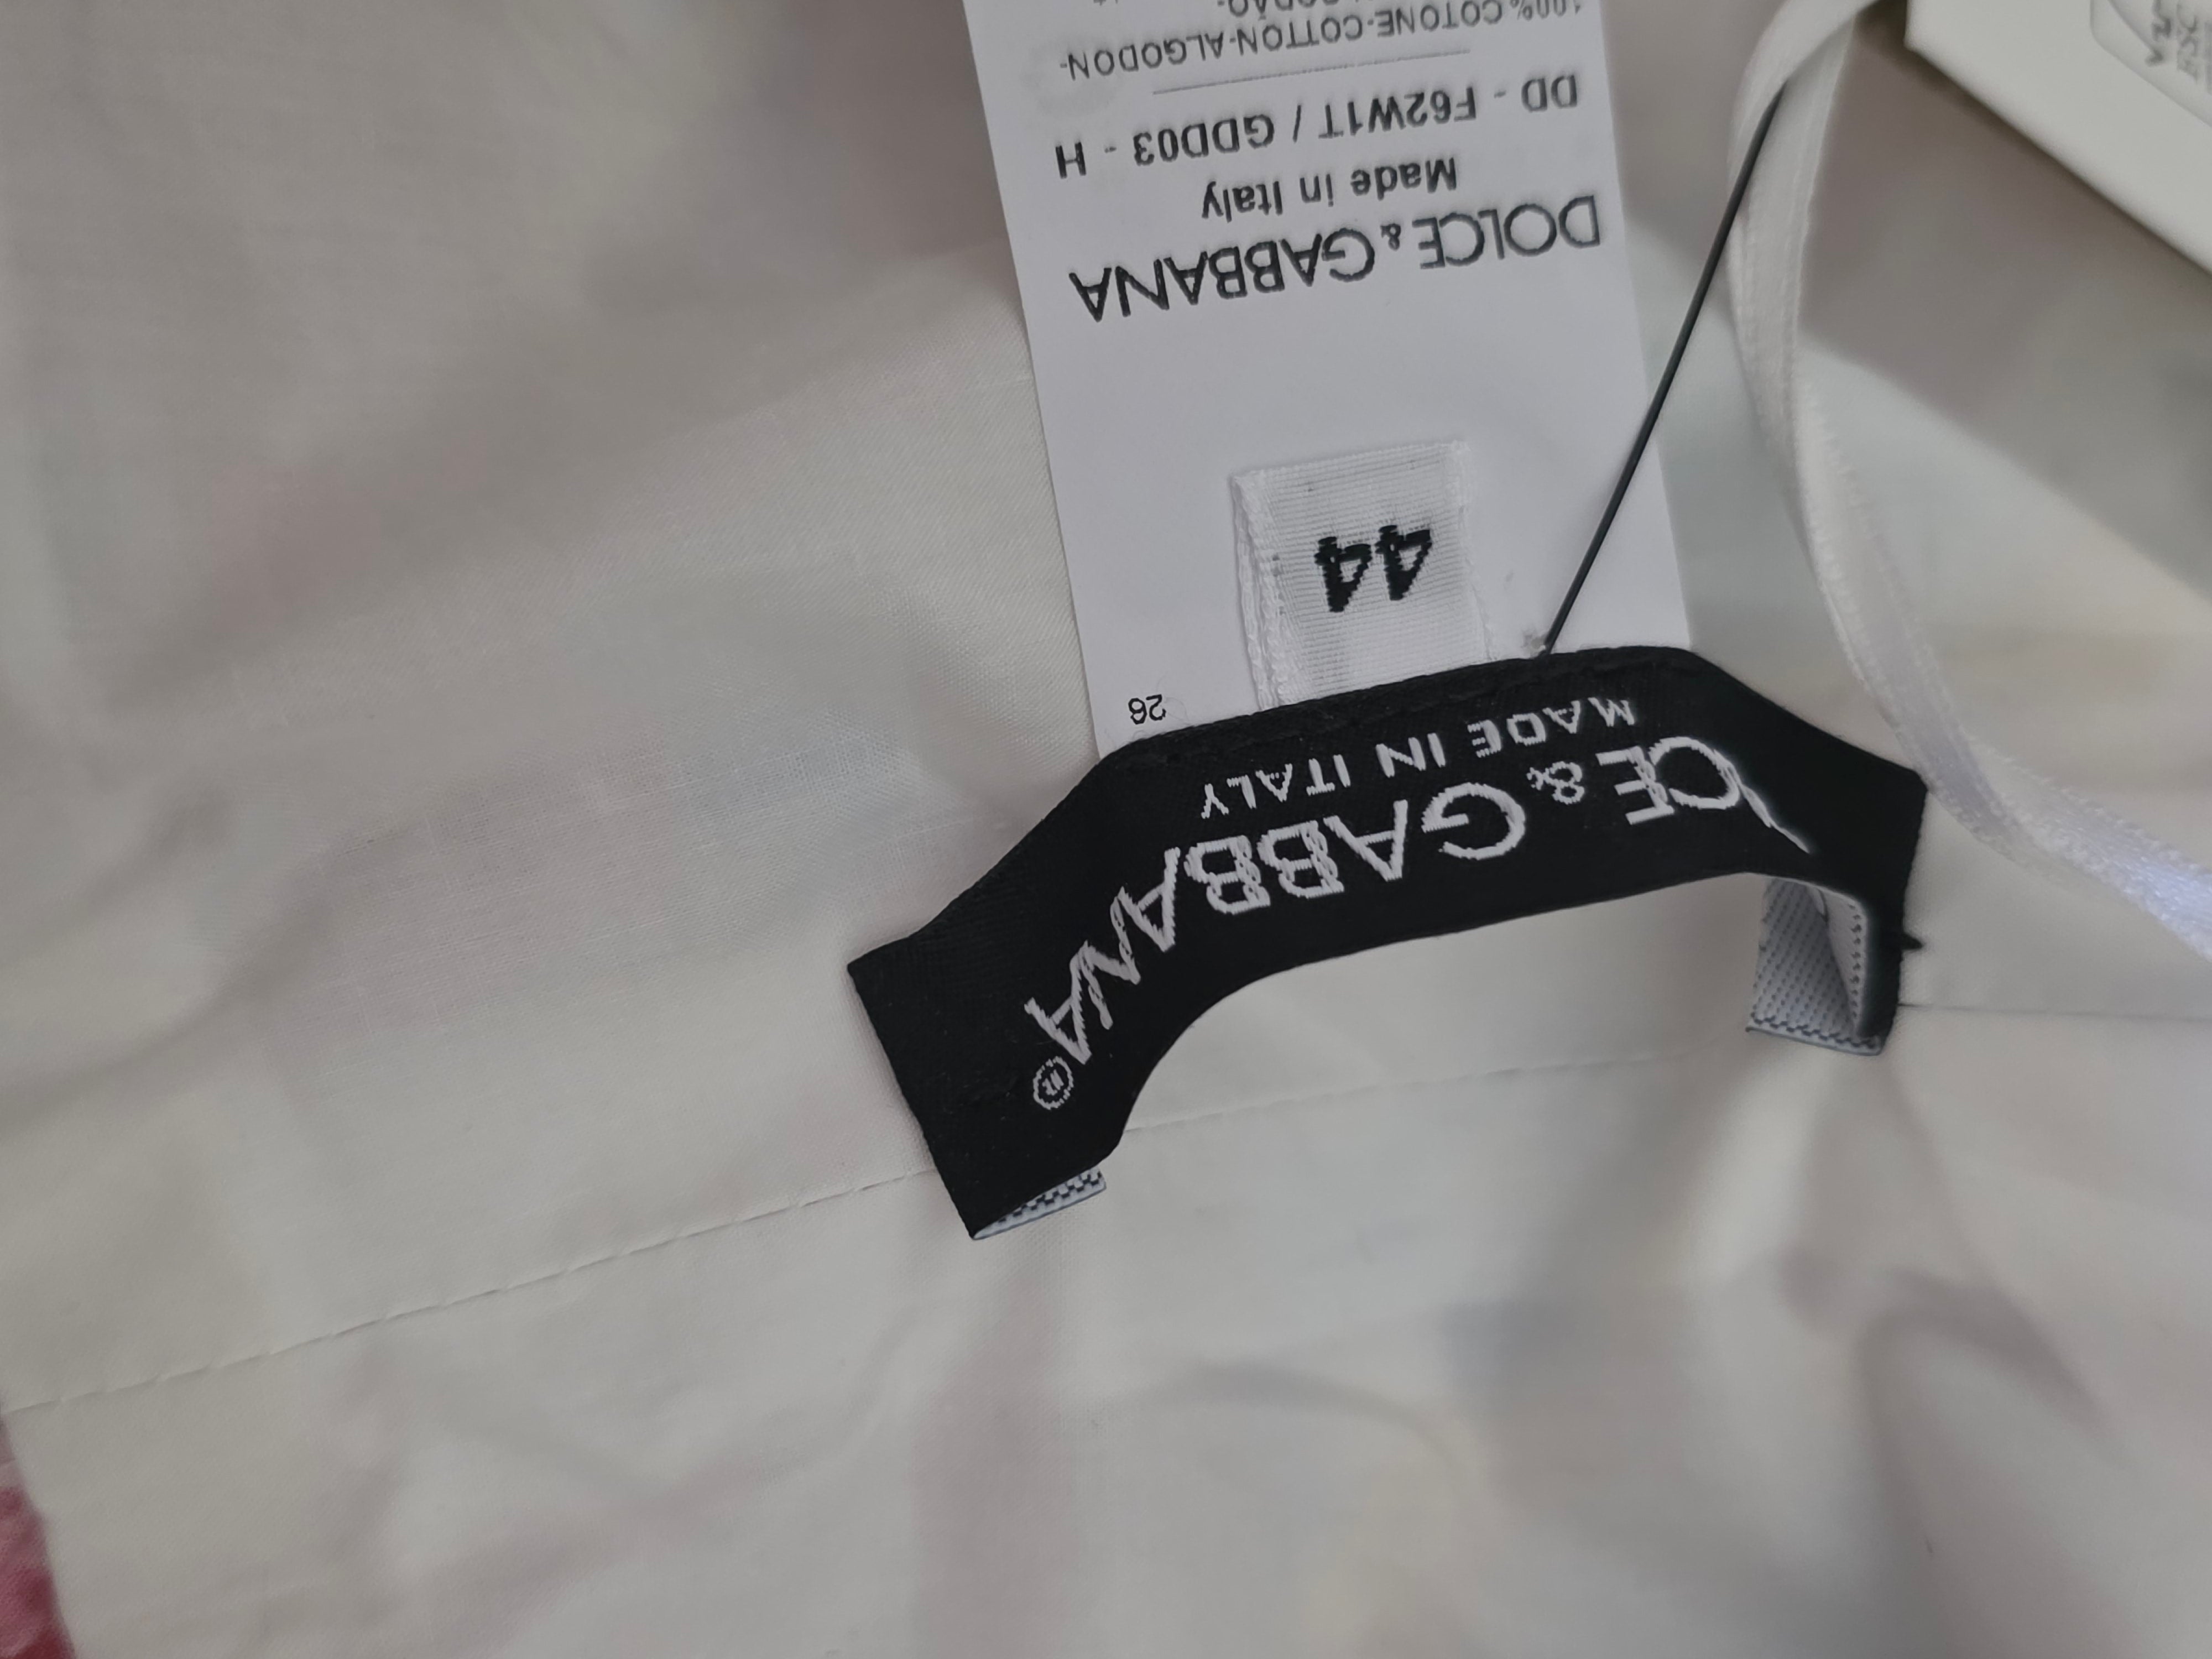 CE & GABBANA®
MADE IN ITALY
26
44
DOLCE & GABBANA
Made in Italy
DD - F62W1T / GDD03 - H
100% COTONE-COTTON-ALGODON-